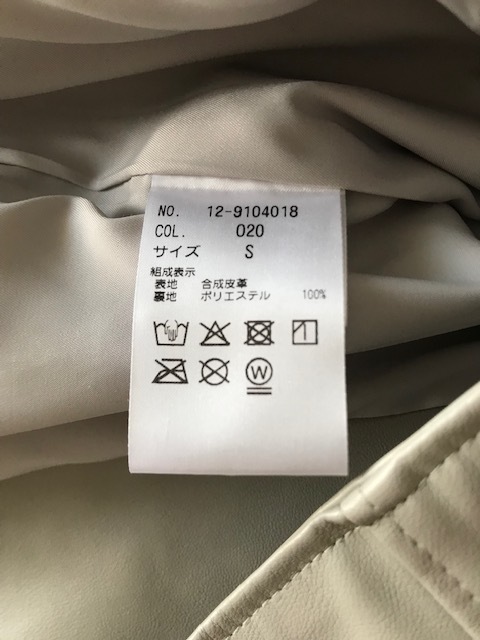 NO. 12-9104018
COL. 020
サイズ S
組成表示
表地 合成皮革
裏地 ポリエステル 100%
W